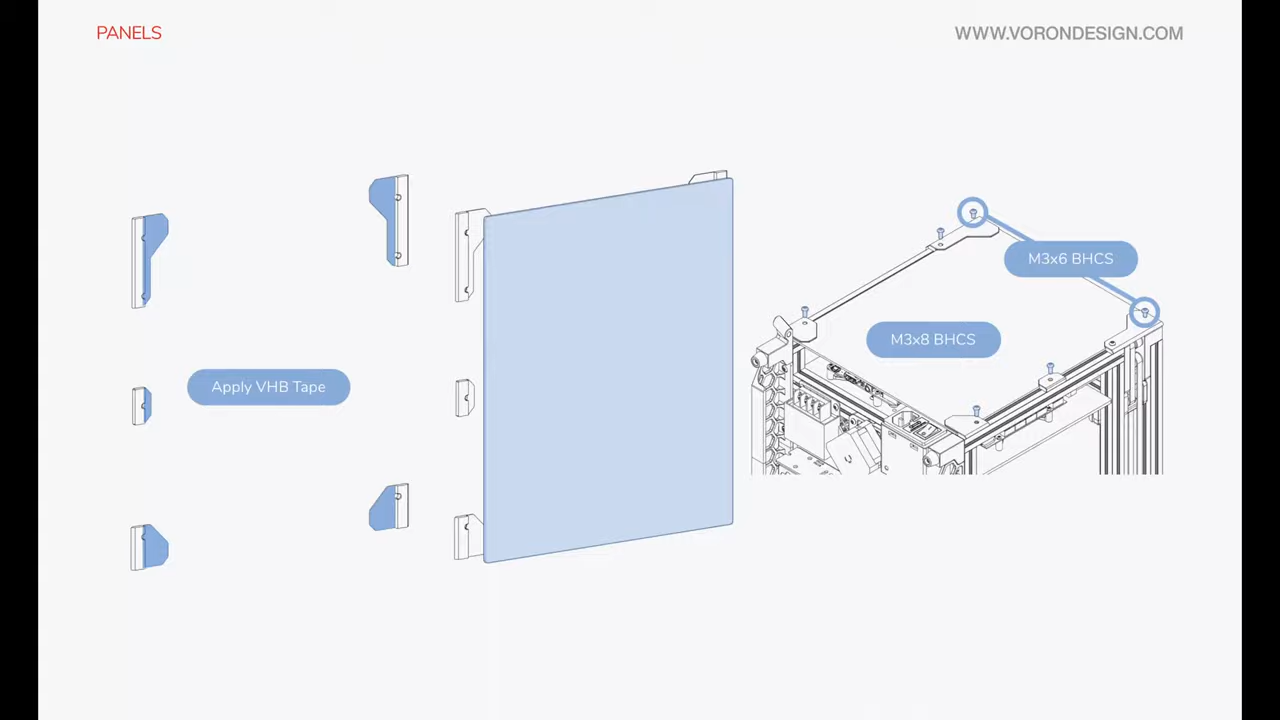 PANELS
WWW.VORONDESIGN.COM
M3x6 BHCS
M3x8 BHCS
Apply VHB Tape